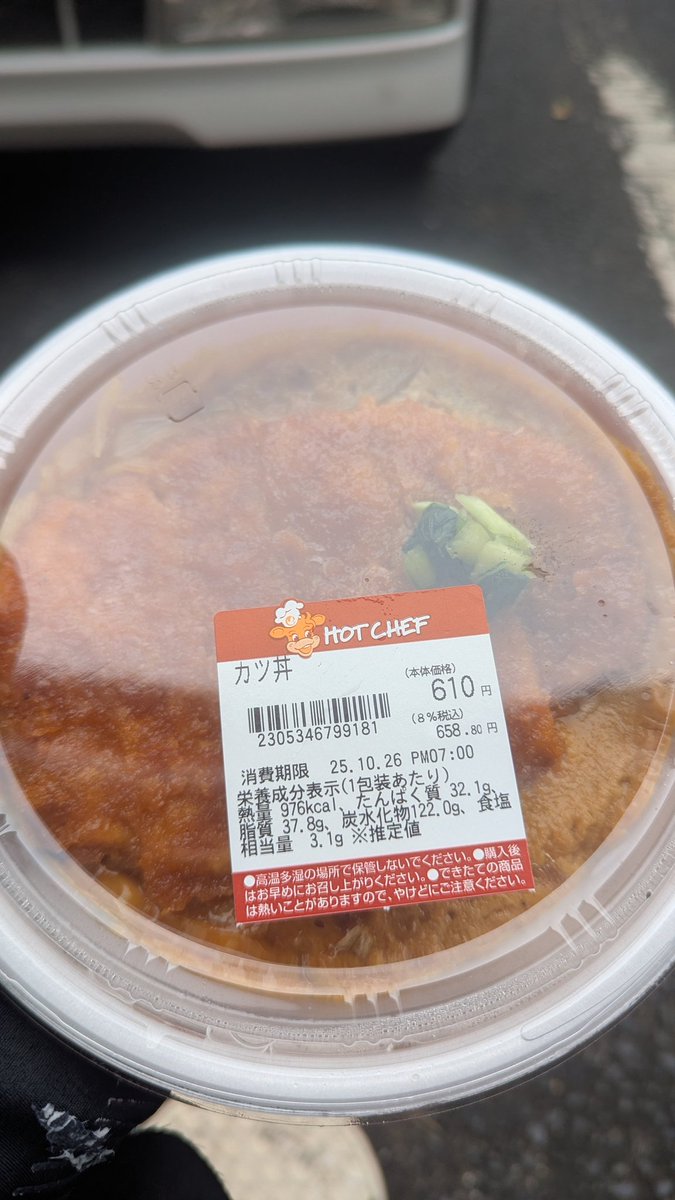 HOT CHEF
カツ丼
(本体価格)
610円
(8%税込)
658.80円
2305346799181
消費期限 25.10.26 PM07:00
栄養成分表示(1包装あたり)
熱量 976kcal、たんぱく質 32.1g、
脂質 37.8g、炭水化物122.0g、食塩
相当量 3.1g ※推定値
●高温多湿の場所で保管しないでください。●購入後
はお早めにお召し上がりください。●できたての商品
は熱いことがありますので、やけどにご注意ください。